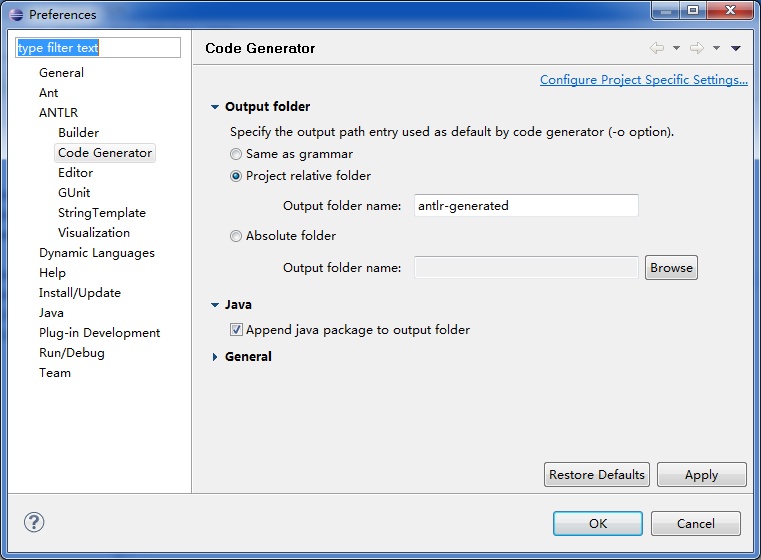 Preferences
type filter text
General
Ant
ANTLR
Builder
Code Generator
Editor
GUnit
StringTemplate
Visualization
Dynamic Languages
Help
Install/Update
Java
Plug-in Development
Run/Debug
Team
Code Generator
Configure Project Specific Settings...
Output folder
Specify the output path entry used as default by code generator (-o option).
Same as grammar
Project relative folder
Output folder name: antlr-generated
Absolute folder
Output folder name: Browse
Java
Append java package to output folder
General
Restore Defaults Apply
? OK Cancel